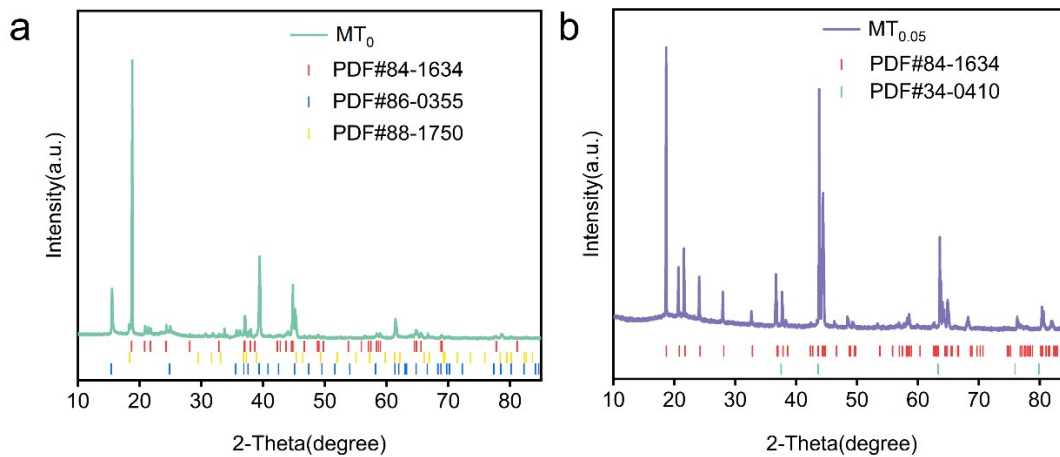 a
MT₀
PDF#84-1634
PDF#86-0355
PDF#88-1750
Intensity(a.u.)
10 20 30 40 50 60 70 80
2-Theta(degree)
b
MT₀.₀₅
PDF#84-1634
PDF#34-0410
Intensity(a.u.)
10 20 30 40 50 60 70 80
2-Theta(degree)